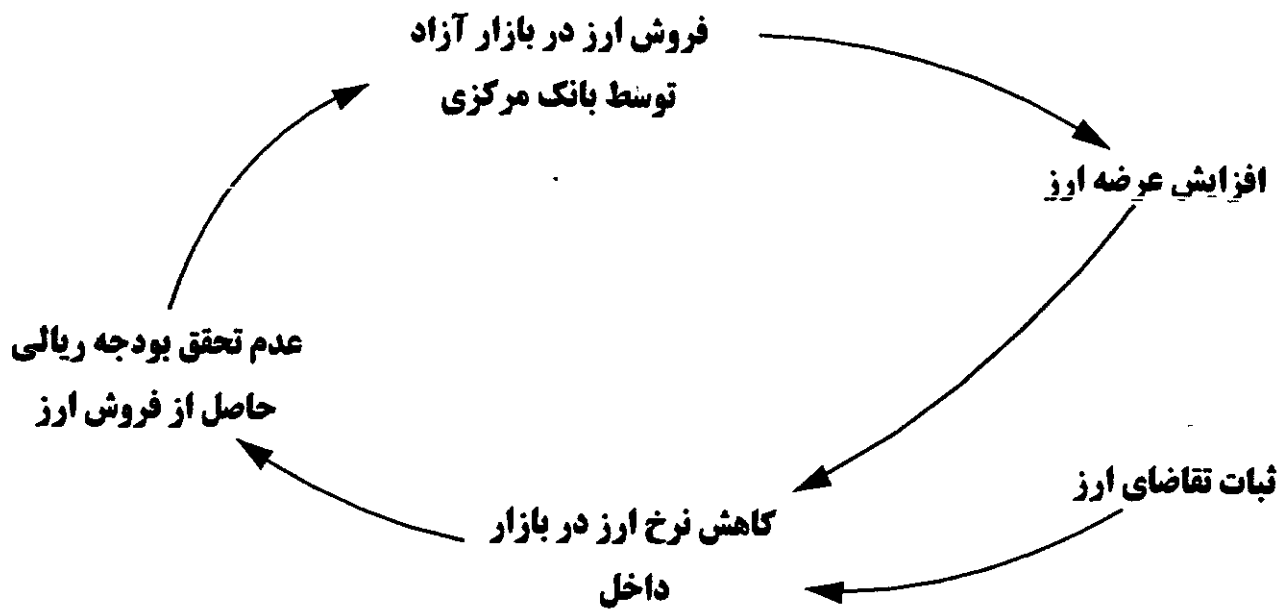 فروش ارز در بازار آزاد
توسط بانک مرکزی
افزایش عرضه ارز
عدم تحقق بودجه ریالی
حاصل از فروش ارز
ثبات تقاضای ارز
کاهش نرخ ارز در بازار
داخل